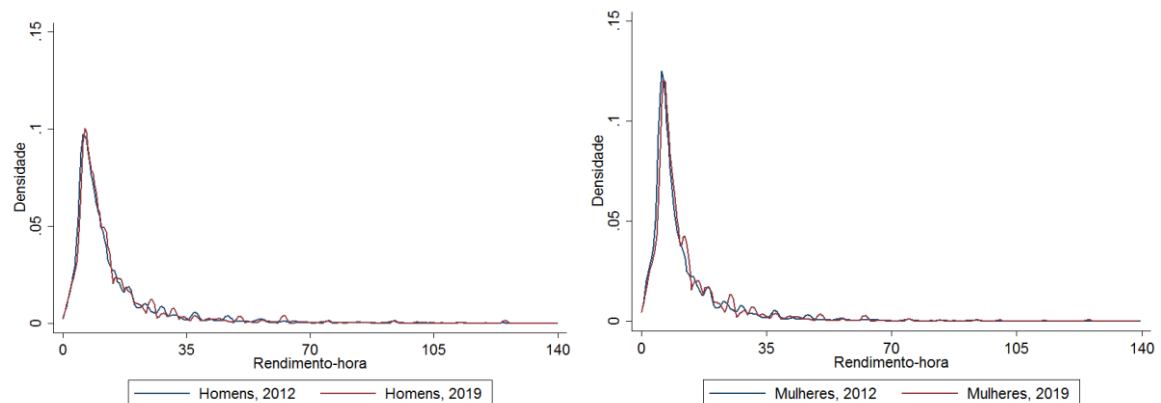 .15
.1
.05
0
Densidade
0 35 70 105 140
Rendimento-hora
Homens, 2012 Homens, 2019
.15
.1
.05
0
Densidade
0 35 70 105 140
Rendimento-hora
Mulheres, 2012 Mulheres, 2019